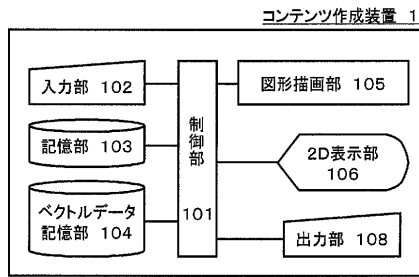 コンテンツ作成装置 1
入力部 102
記憶部 103
ベクトルデータ
記憶部 104
制御部
101
図形描画部 105
2D表示部
106
出力部 108